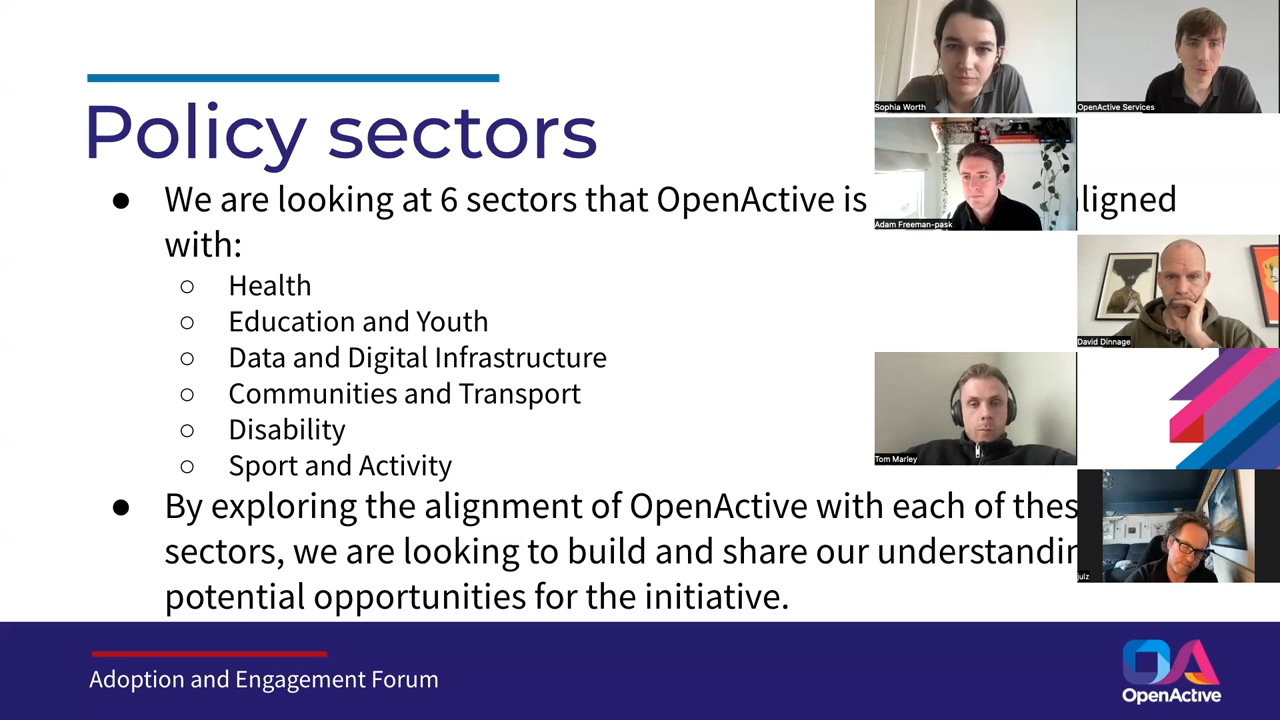 Policy sectors
● We are looking at 6 sectors that OpenActive is ligned
with:
○ Health
○ Education and Youth
○ Data and Digital Infrastructure
○ Communities and Transport
○ Disability
○ Sport and Activity
● By exploring the alignment of OpenActive with each of thes
sectors, we are looking to build and share our understandin
potential opportunities for the initiative.
Adoption and Engagement Forum
Sophia Worth
OpenActive Services
Adam Freeman-pask
David Dinnage
Tom Marley
julz
OA
OpenActive